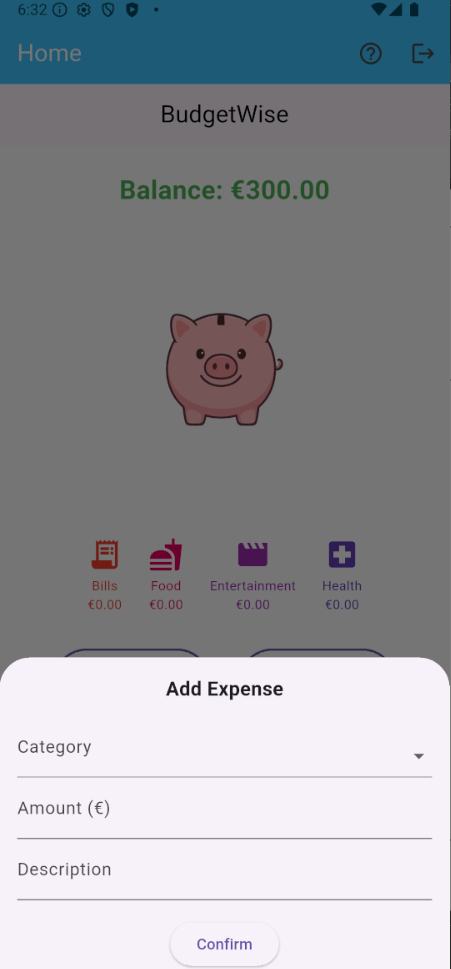 6:32
Home
BudgetWise
Balance: €300.00
Bills Food Entertainment Health
€0.00 €0.00 €0.00 €0.00
Add Expense
Category
Amount (€)
Description
Confirm